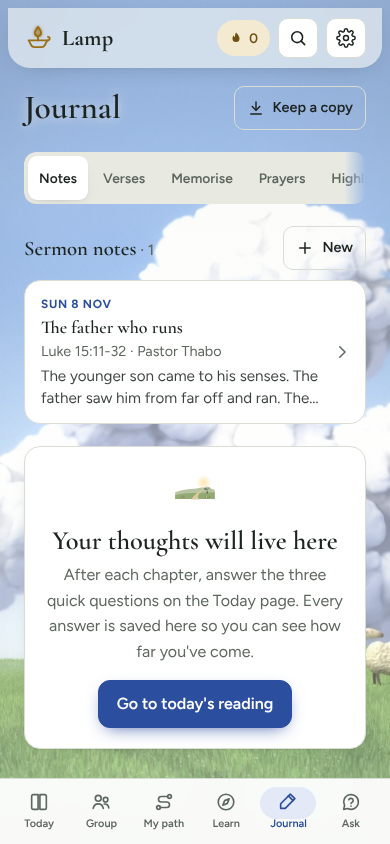 Lamp
0
Journal
Keep a copy
Notes
Verses
Memorise
Prayers
Sermon notes · 1
New
SUN 8 NOV
The father who runs
Luke 15:11-32 · Pastor Thabo
The younger son came to his senses. The
father saw him from far off and ran. The...
Your thoughts will live here
After each chapter, answer the three
quick questions on the Today page. Every
answer is saved here so you can see how
far you've come.
Go to today's reading
Today
Group
My path
Learn
Journal
Ask